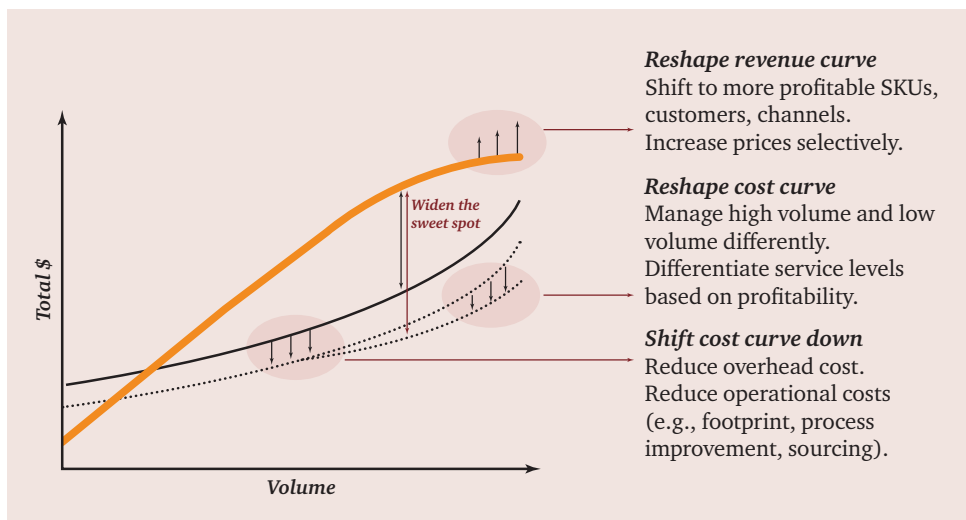 Reshape revenue curve
Shift to more profitable SKUs,
customers, channels.
Increase prices selectively.
Reshape cost curve
Manage high volume and low
volume differently.
Differentiate service levels
based on profitability.
Shift cost curve down
Reduce overhead cost.
Reduce operational costs
(e.g., footprint, process
improvement, sourcing).
Widen the
sweet spot
Total $
Volume